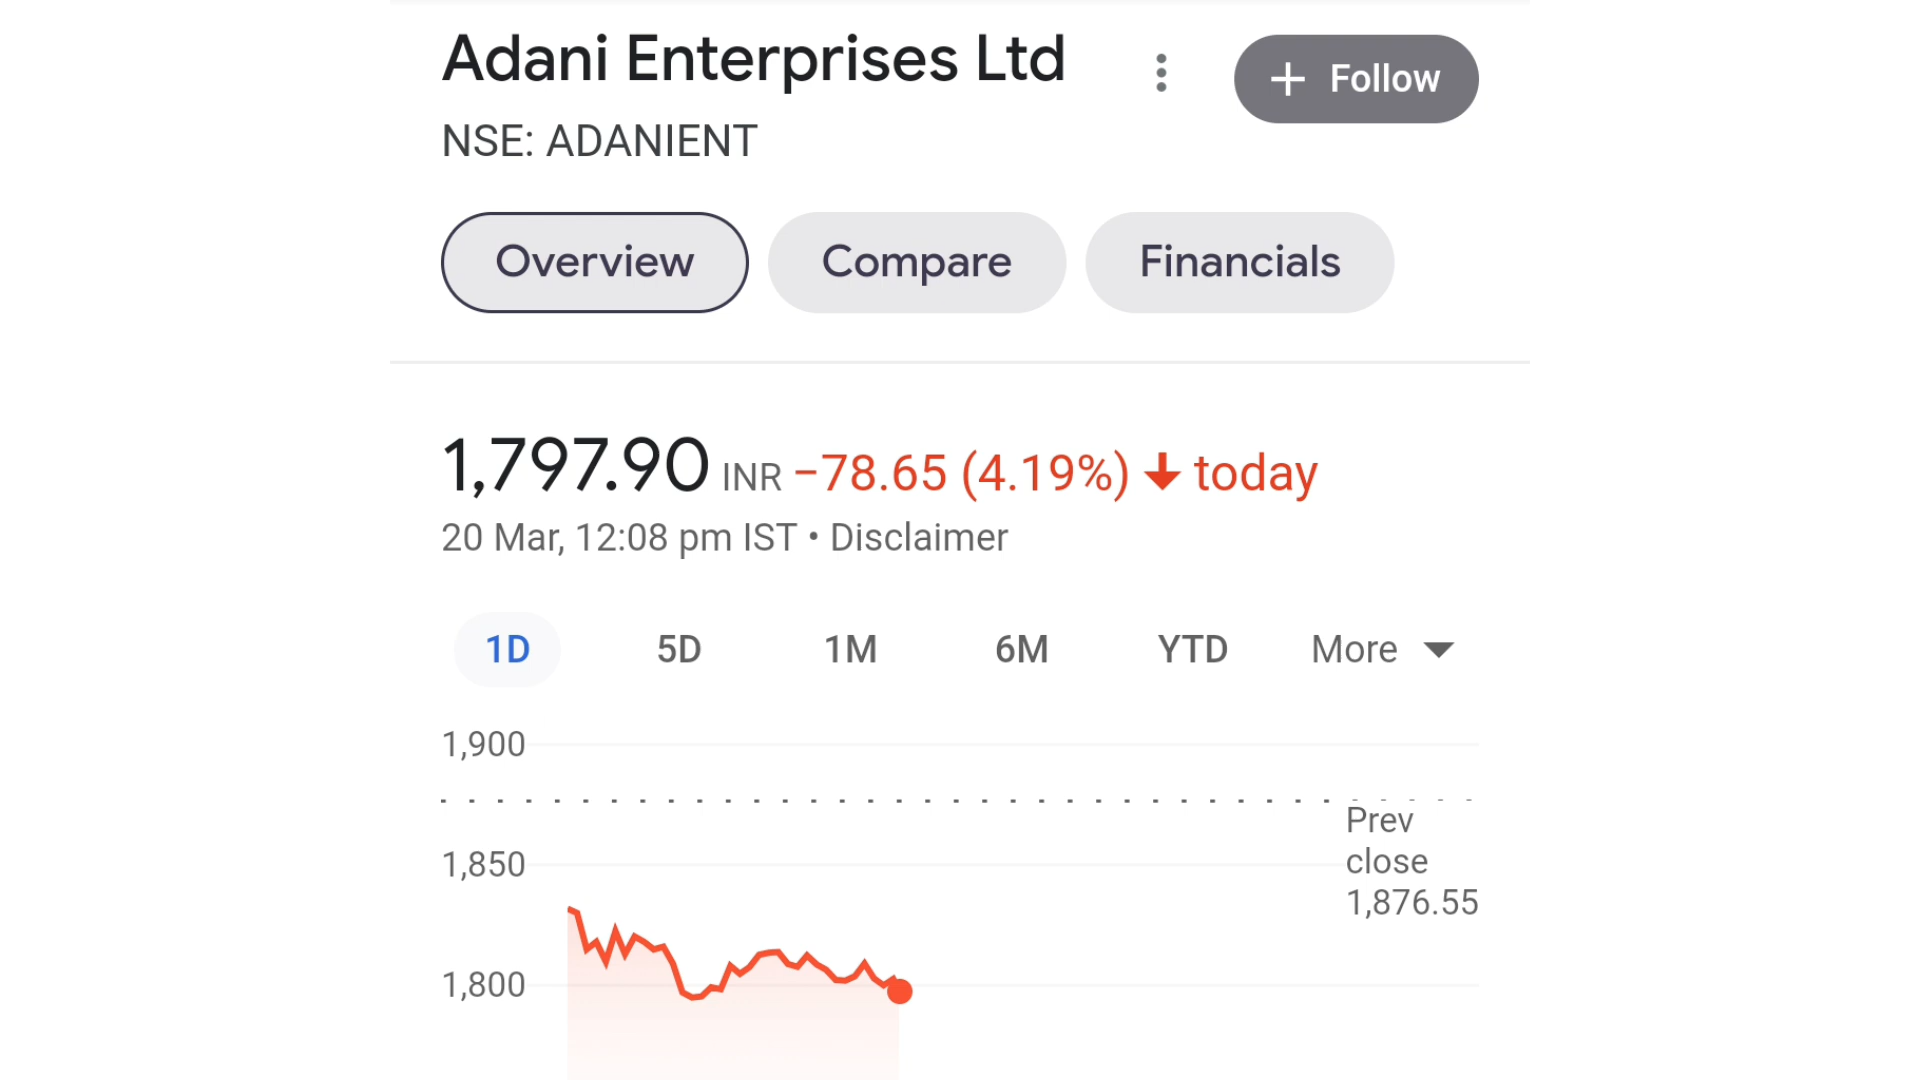 Adani Enterprises Ltd
+ Follow
NSE: ADANIENT
Overview Compare Financials
1,797.90 INR −78.65 (4.19%) ↓ today
20 Mar, 12:08 pm IST • Disclaimer
1D 5D 1M 6M YTD More
1,900
Prev
close
1,876.55
1,850
1,800